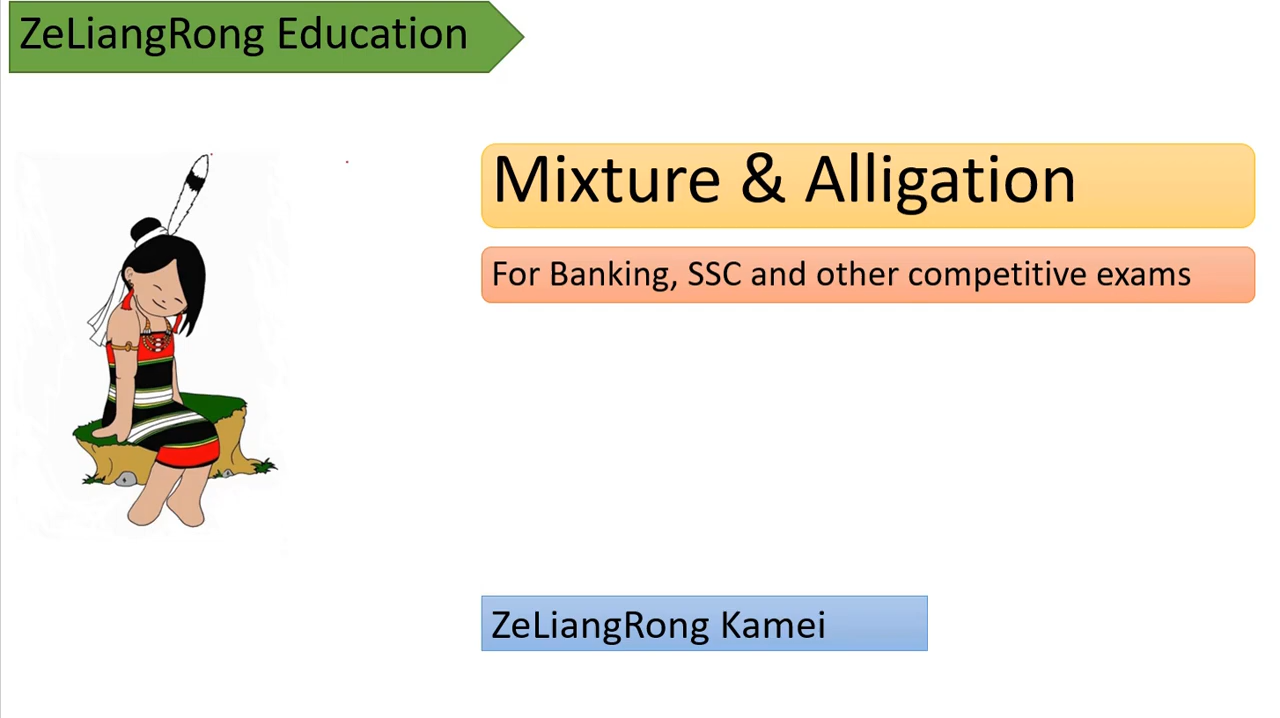 ZeLiangRong Education
Mixture & Alligation
For Banking, SSC and other competitive exams
ZeLiangRong Kamei